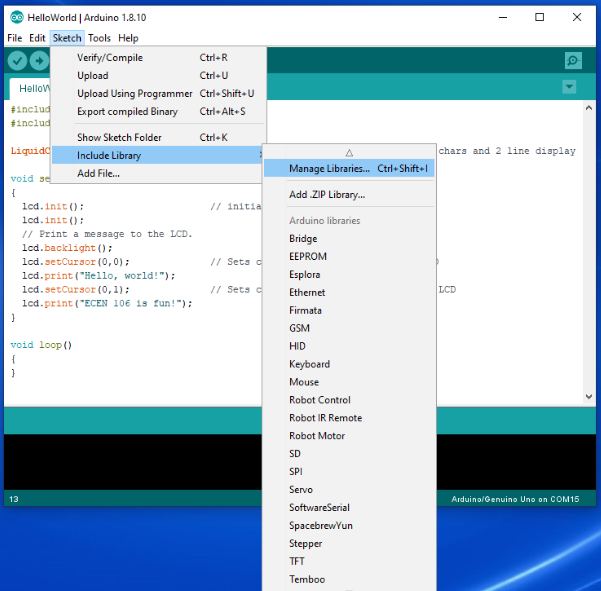 HelloWorld | Arduino 1.8.10
File Edit Sketch Tools Help
Verify/Compile Ctrl+R
Upload Ctrl+U
Upload Using Programmer Ctrl+Shift+U
Export compiled Binary Ctrl+Alt+S
Show Sketch Folder Ctrl+K
Include Library
Add File...
Manage Libraries... Ctrl+Shift+I
Add .ZIP Library...
Arduino libraries
Bridge
EEPROM
Esplora
Ethernet
Firmata
GSM
HID
Keyboard
Mouse
Robot Control
Robot IR Remote
Robot Motor
SD
SPI
Servo
SoftwareSerial
SpacebrewYun
Stepper
TFT
Temboo
HelloW
#includ
#includ
LiquidC chars and 2 line display
void se
{
lcd.init(); // initia
lcd.init();
// Print a message to the LCD.
lcd.backlight();
lcd.setCursor(0,0); // Sets c
lcd.print("Hello, world!");
lcd.setCursor(0,1); // Sets c LCD
lcd.print("ECEN 106 is fun!");
}
void loop()
{
}
13 Arduino/Genuino Uno on COM15